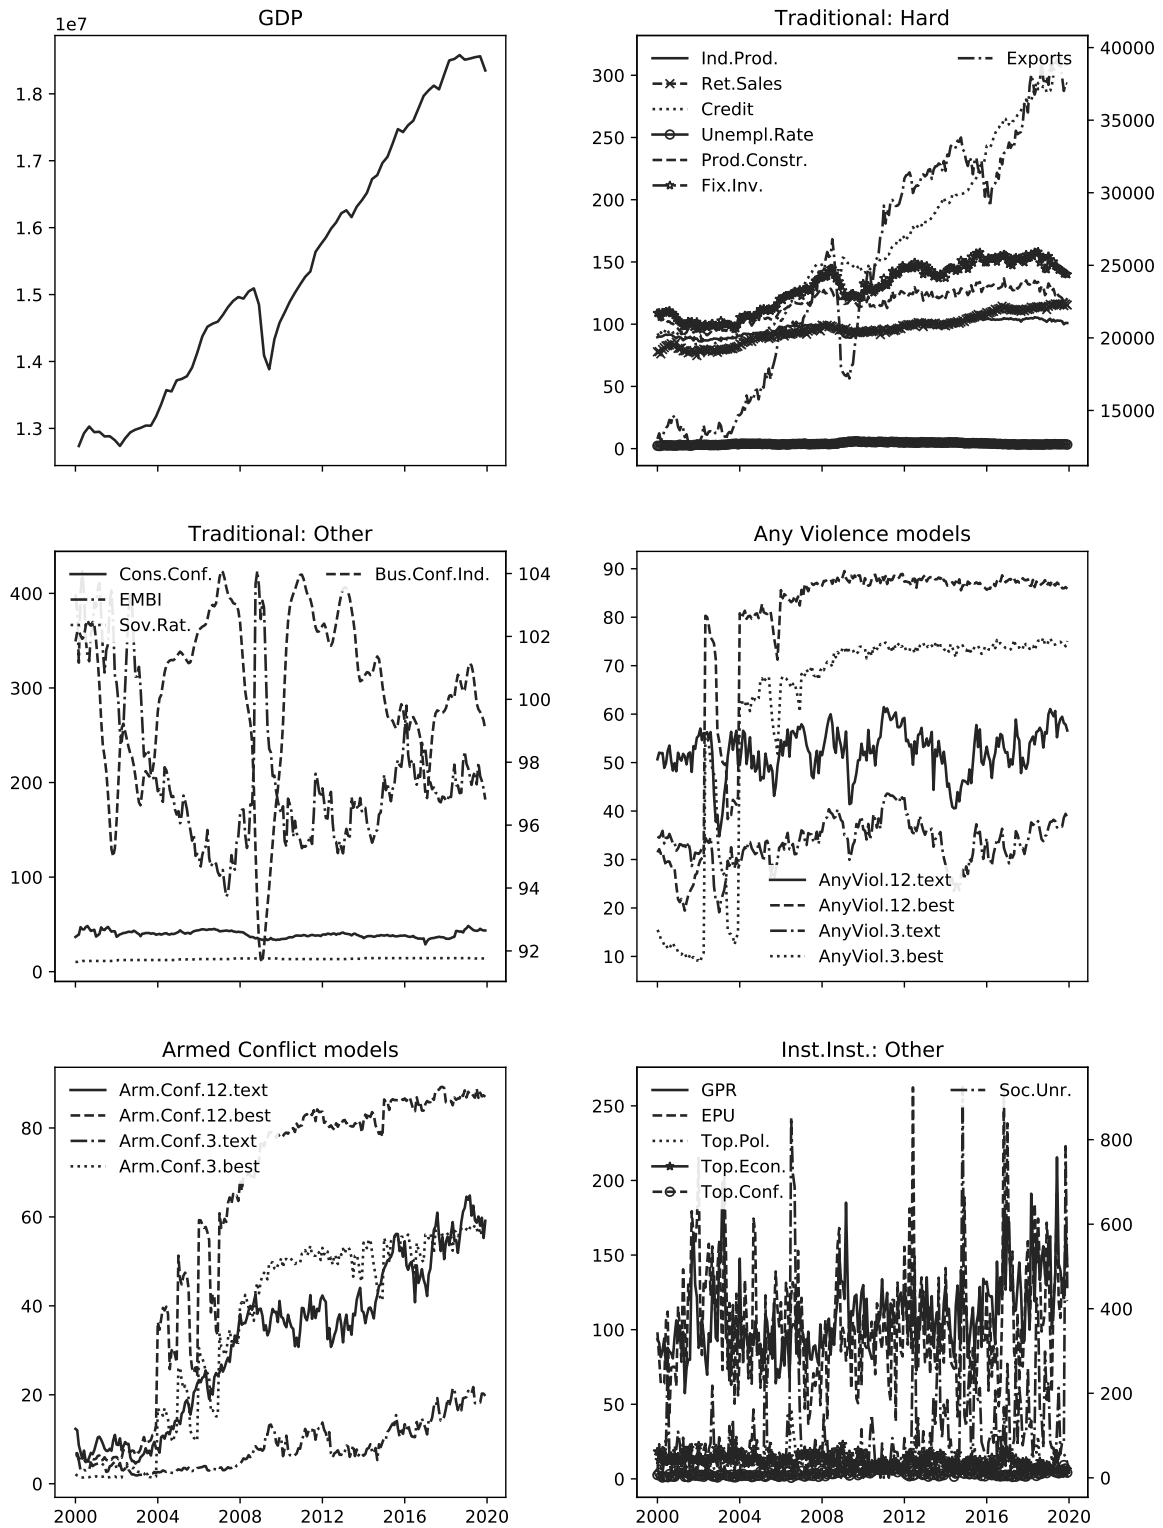 GDP
1e7
1.8
1.7
1.6
1.5
1.4
1.3
Traditional: Hard
Ind.Prod.
Ret.Sales
Credit
Unempl.Rate
Prod.Constr.
Fix.Inv.
Exports
300
250
200
150
100
50
0
40000
35000
30000
25000
20000
15000
Traditional: Other
Cons.Conf.
EMBI
Sov.Rat.
Bus.Conf.Ind.
400
300
200
100
0
104
102
100
98
96
94
92
Any Violence models
90
80
70
60
50
40
30
20
10
AnyViol.12.text
AnyViol.12.best
AnyViol.3.text
AnyViol.3.best
Armed Conflict models
Arm.Conf.12.text
Arm.Conf.12.best
Arm.Conf.3.text
Arm.Conf.3.best
80
60
40
20
0
2000 2004 2008 2012 2016 2020
Inst.Inst.: Other
GPR
EPU
Top.Pol.
Top.Econ.
Top.Conf.
Soc.Unr.
250
200
150
100
50
0
800
600
400
200
0
2000 2004 2008 2012 2016 2020